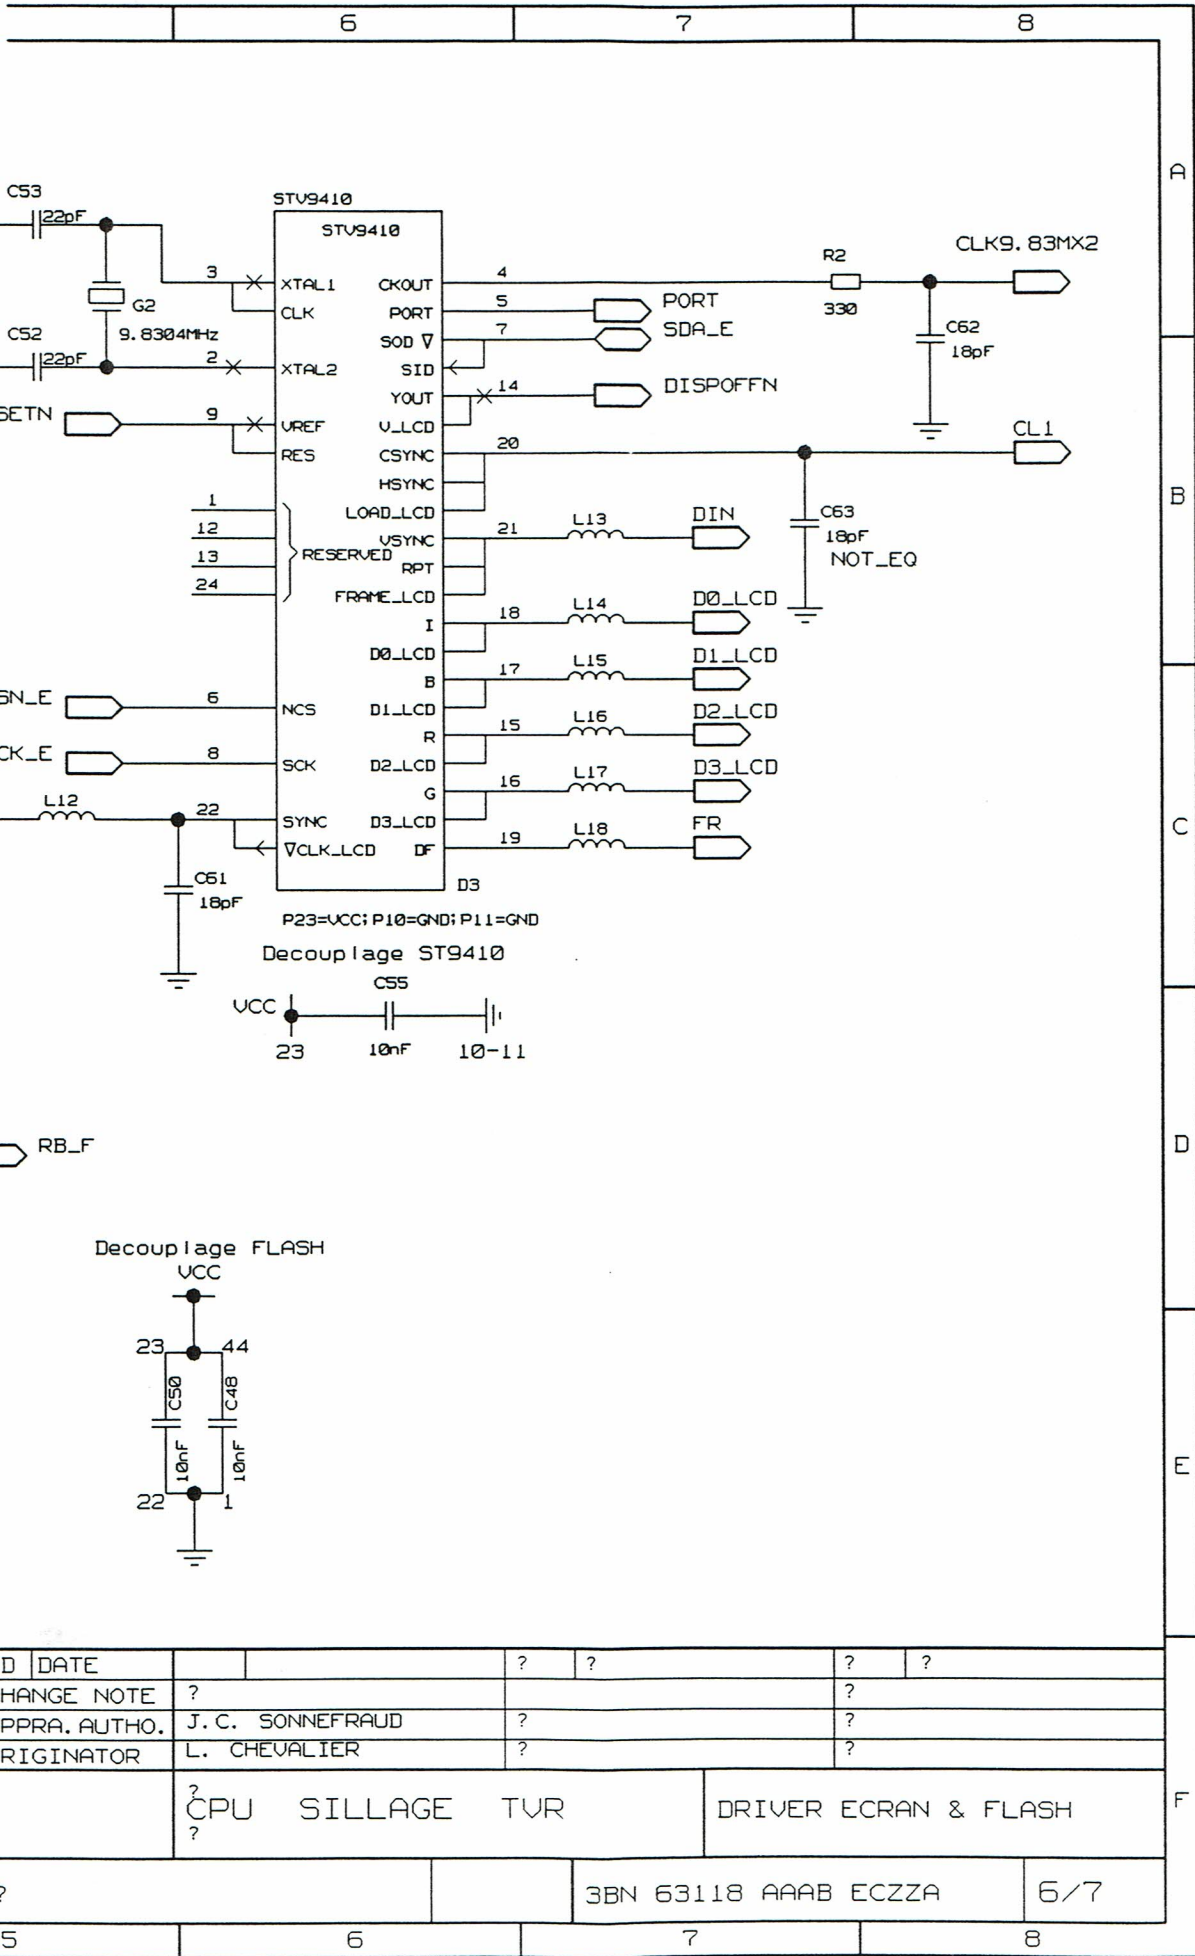 6 7 8
A
C53
22pF
STV9410
STV9410
CLK9.83MX2
R2
330
3 XTAL1 CKOUT 4
CLK PORT 5 PORT
G2
9.8304MHz
SOD 7 SDA_E
C62
18pF
C52
22pF
2 XTAL2 SID
YOUT 14 DISPOFFN
SETN
9 VREF V_LCD
CL1
RES CSYNC 20
HSYNC
B
1 LOAD_LCD
C63
18pF
NOT_EQ
12 VSYNC 21 L13 DIN
13 RESERVED RPT
24 FRAME_LCD
I 18 L14 D0_LCD
D0_LCD
B 17 L15 D1_LCD
SN_E 6 NCS D1_LCD
R 15 L16 D2_LCD
CK_E 8 SCK D2_LCD
G 16 L17 D3_LCD
L12 22 SYNC D3_LCD
C
CLK_LCD DF 19 L18 FR
C61
18pF
D3
P23=VCC;P10=GND;P11=GND
Decouplage ST9410
C55
VCC
23 10nF 10-11
RB_F
D
Decouplage FLASH
VCC
23 44
C50 C48
10nF 10nF
22 1
E
D DATE ? ? ? ?
HANGE NOTE ? ?
PPRA.AUTHO. J.C. SONNEFRAUD ? ?
RIGINATOR L. CHEVALIER ? ?
?
CPU SILLAGE TVR DRIVER ECRAN & FLASH
?
F
? 3BN 63118 AAAB ECZZA 6/7
5 6 7 8